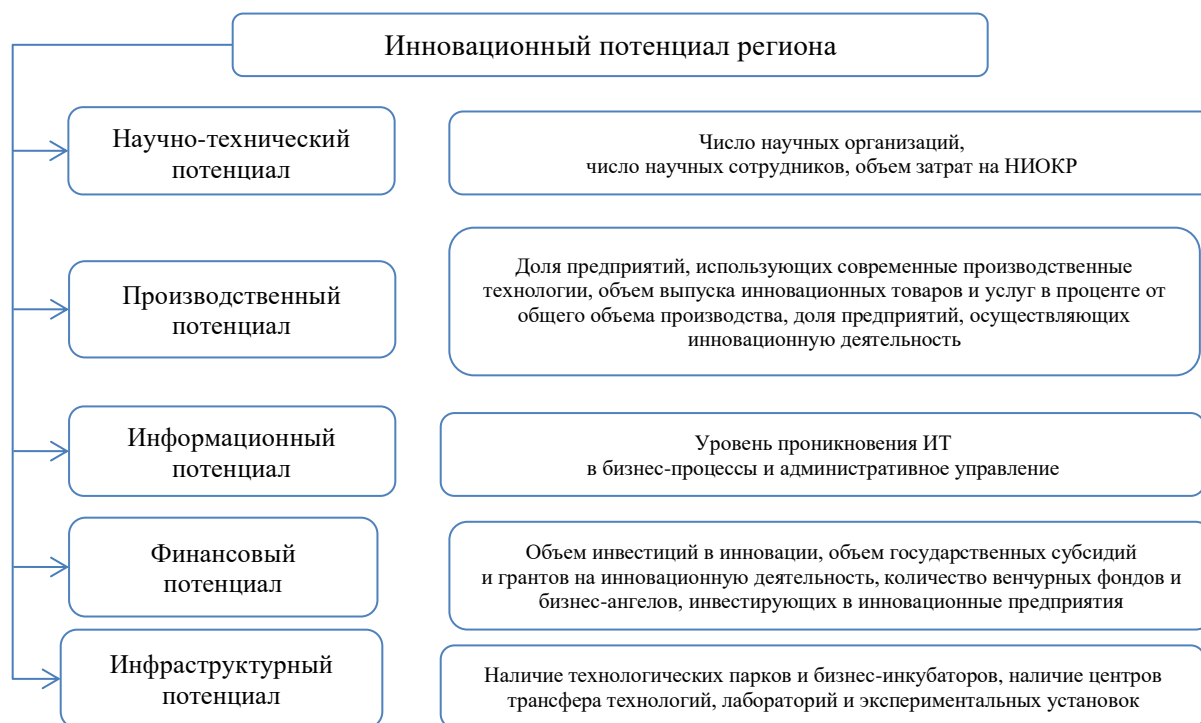 Инновационный потенциал региона
Научно-технический
потенциал
Число научных организаций,
число научных сотрудников, объем затрат на НИОКР
Производственный
потенциал
Доля предприятий, использующих современные производственные
технологии, объем выпуска инновационных товаров и услуг в проценте от
общего объема производства, доля предприятий, осуществляющих
инновационную деятельность
Информационный
потенциал
Уровень проникновения ИТ
в бизнес-процессы и административное управление
Финансовый
потенциал
Объем инвестиций в инновации, объем государственных субсидий
и грантов на инновационную деятельность, количество венчурных фондов и
бизнес-ангелов, инвестирующих в инновационные предприятия
Инфраструктурный
потенциал
Наличие технологических парков и бизнес-инкубаторов, наличие центров
трансфера технологий, лабораторий и экспериментальных установок